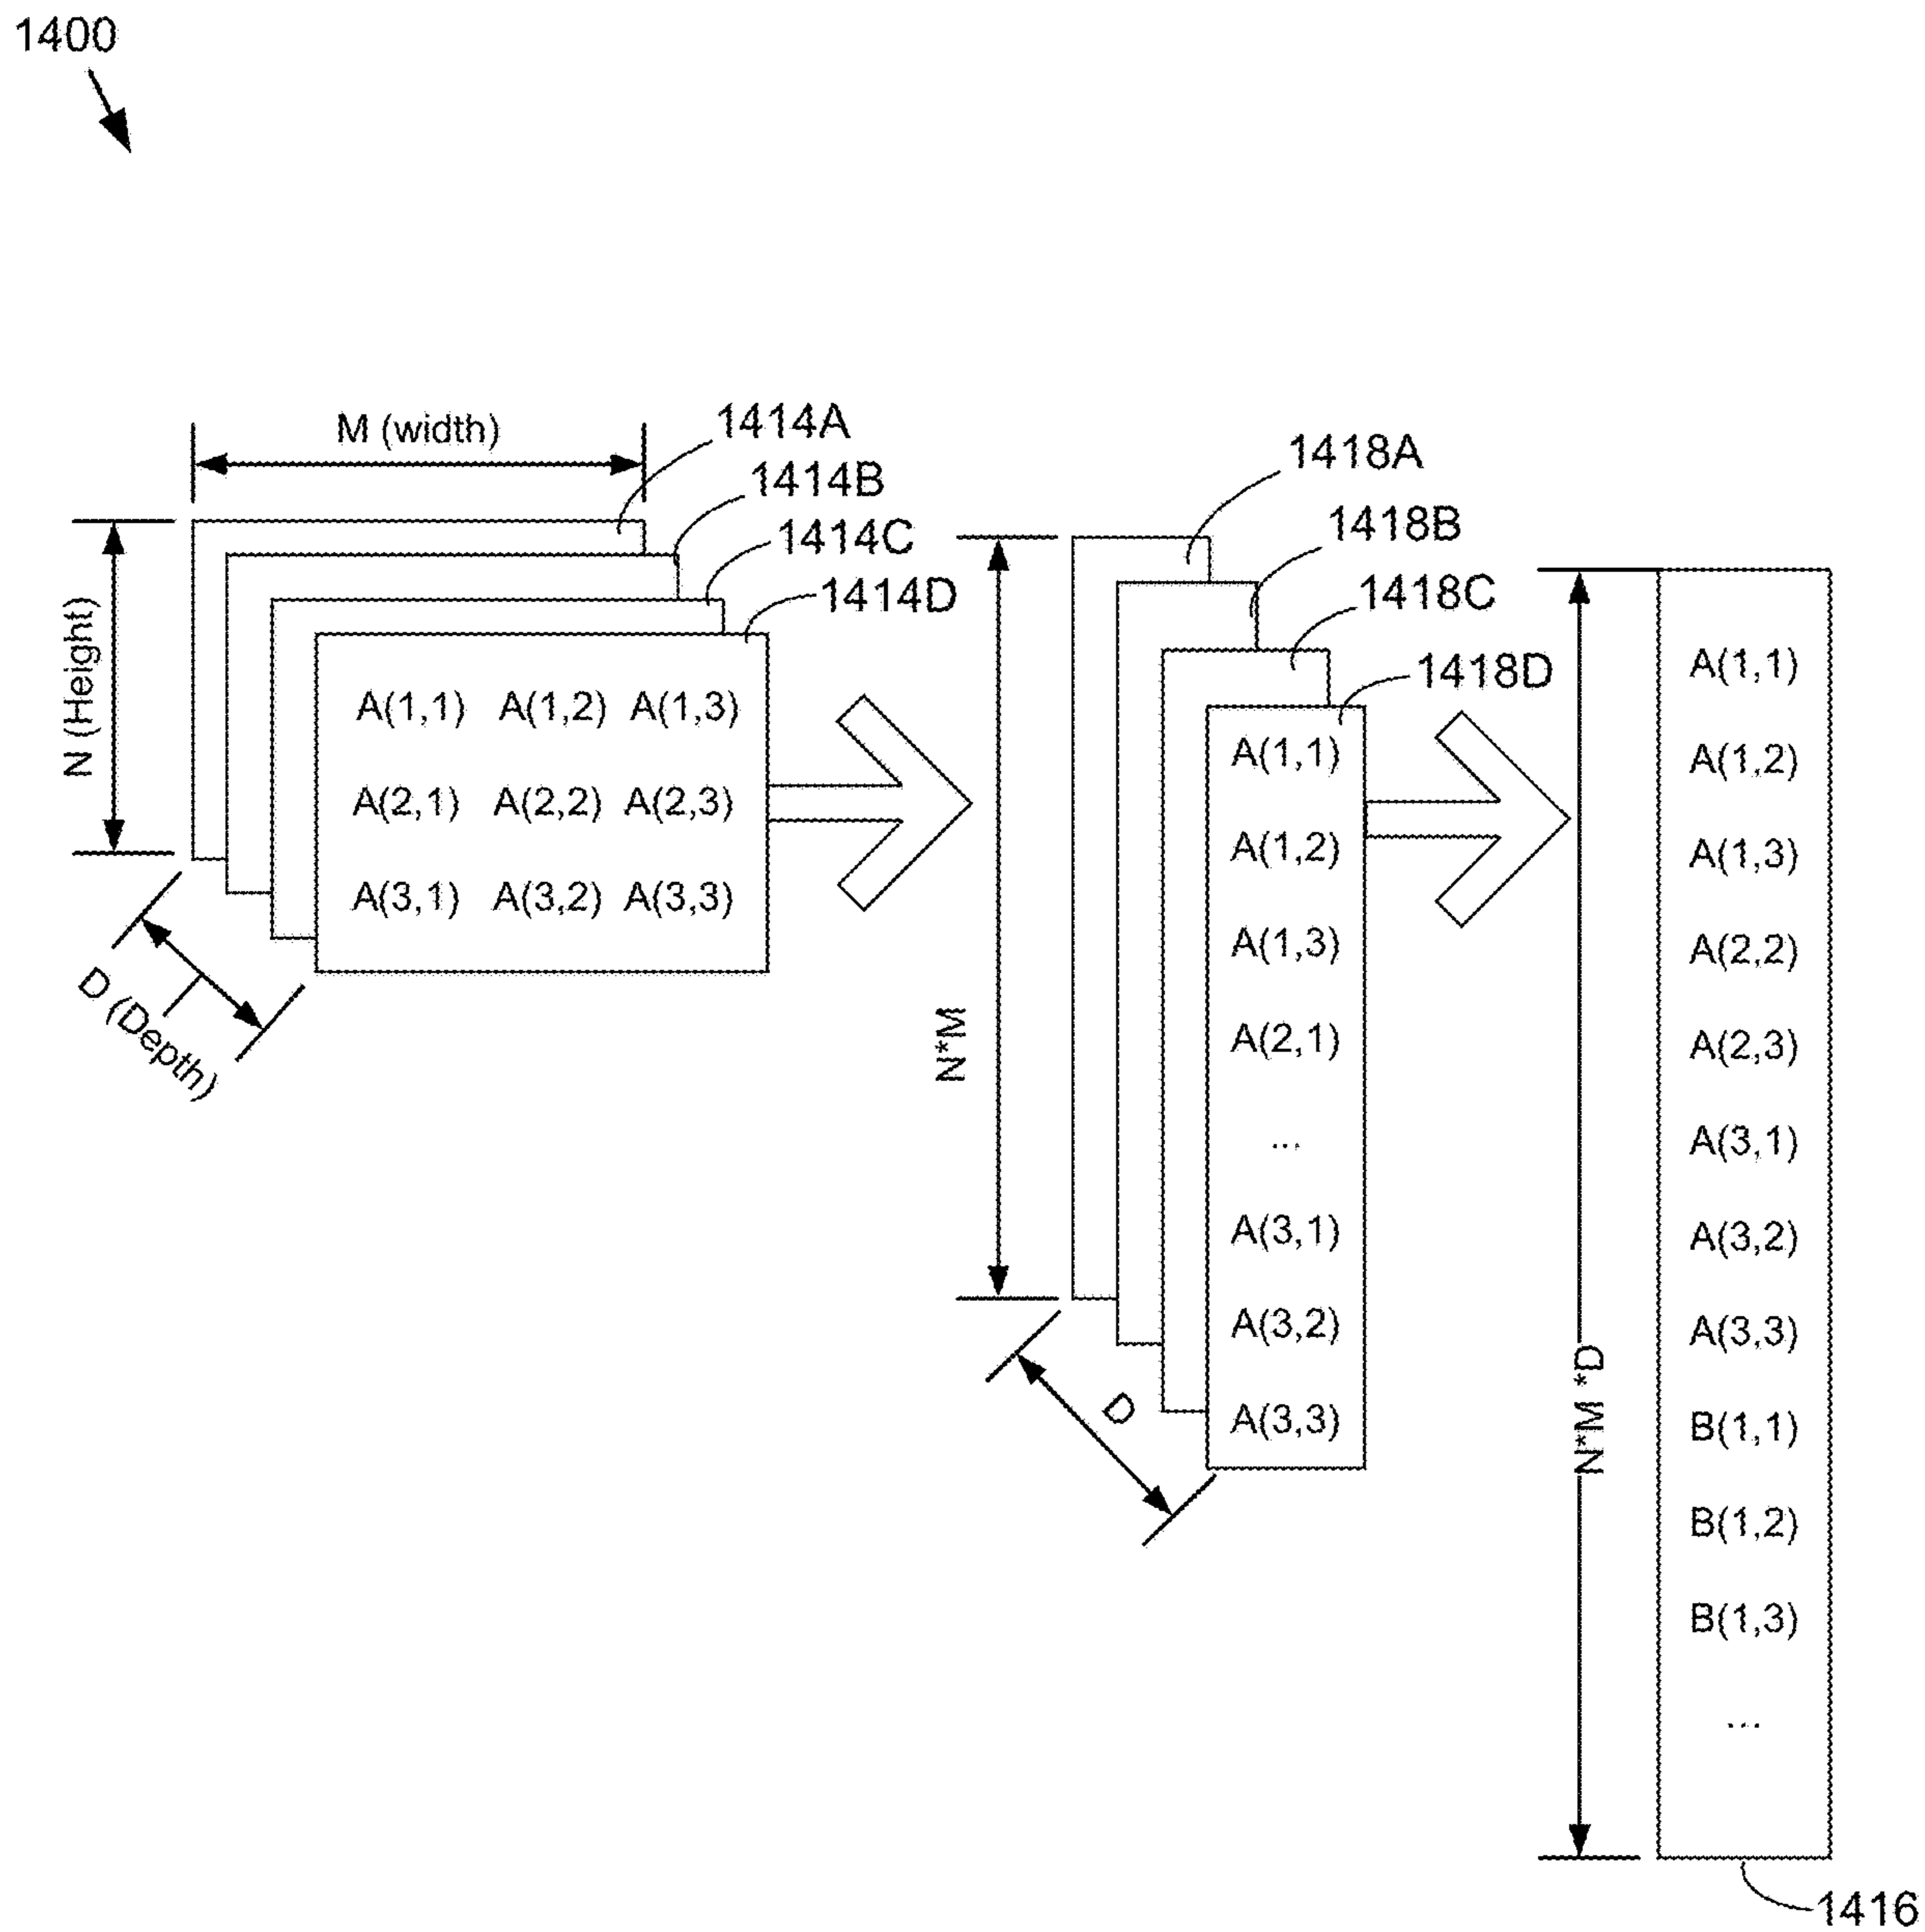 1400
M (width)
1414A
1414B
1414C
1414D
N (Height)
D (Depth)
A(1,1) A(1,2) A(1,3)
A(2,1) A(2,2) A(2,3)
A(3,1) A(3,2) A(3,3)
1418A
1418B
1418C
1418D
N*M
D
A(1,1)
A(1,2)
A(1,3)
A(2,1)
...
A(3,1)
A(3,2)
A(3,3)
N*M *D
A(1,1)
A(1,2)
A(1,3)
A(2,2)
A(2,3)
A(3,1)
A(3,2)
A(3,3)
B(1,1)
B(1,2)
B(1,3)
...
1416